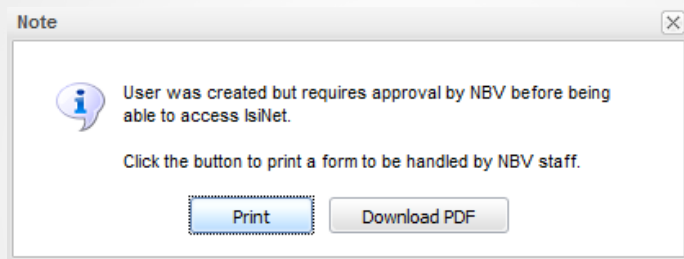 Note
User was created but requires approval by NBV before being
able to access IsiNet.
Click the button to print a form to be handled by NBV staff.
Print Download PDF